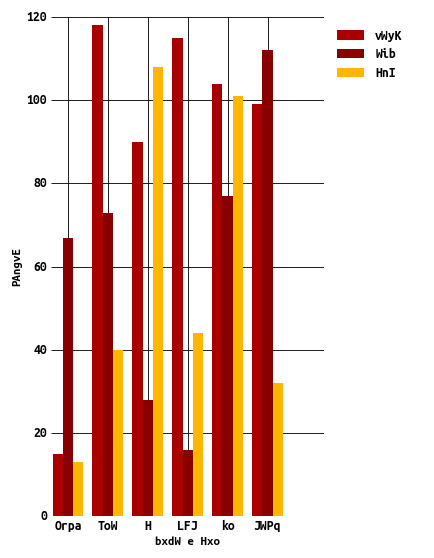 120
100
80
60
40
20
0
PAngvE
Orpa ToW H LFJ ko JWPq
bxdW e Hxo
vWyK
Wib
HnI